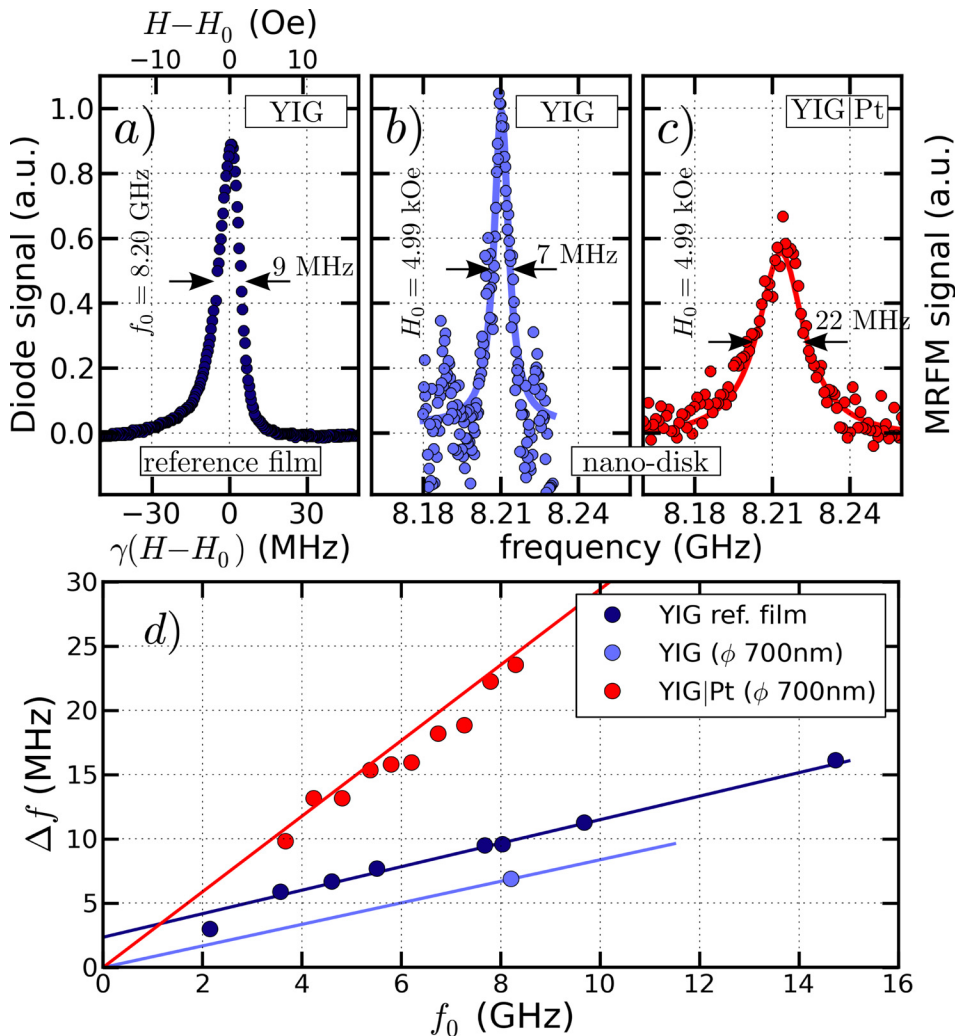 H−H₀ (Oe)
−10 0 10
Diode signal (a.u.)
1.0
0.8
0.6
0.4
0.2
0.0
a)
YIG
f₀ = 8.20 GHz
9 MHz
reference film
−30 0 30
γ(H−H₀) (MHz)
b)
YIG
H₀ = 4.99 kOe
7 MHz
8.18 8.21 8.24
c)
YIG|Pt
H₀ = 4.99 kOe
22 MHz
nano-disk
8.18 8.21 8.24
frequency (GHz)
MRFM signal (a.u.)
d)
YIG ref. film
YIG (ϕ 700nm)
YIG|Pt (ϕ 700nm)
Δf (MHz)
30
25
20
15
10
5
0
0 2 4 6 8 10 12 14 16
f₀ (GHz)